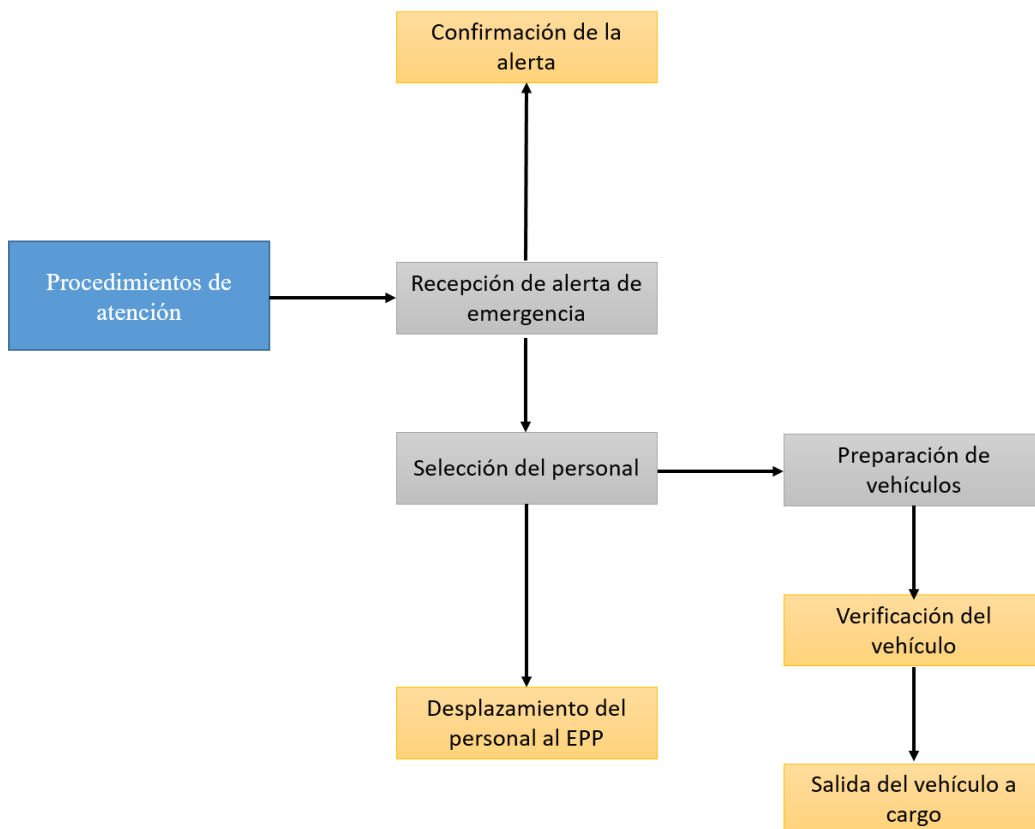 Confirmación de la
alerta
Procedimientos de
atención
Recepción de alerta de
emergencia
Selección del personal
Preparación de
vehículos
Verificación del
vehículo
Desplazamiento del
personal al EPP
Salida del vehículo a
cargo